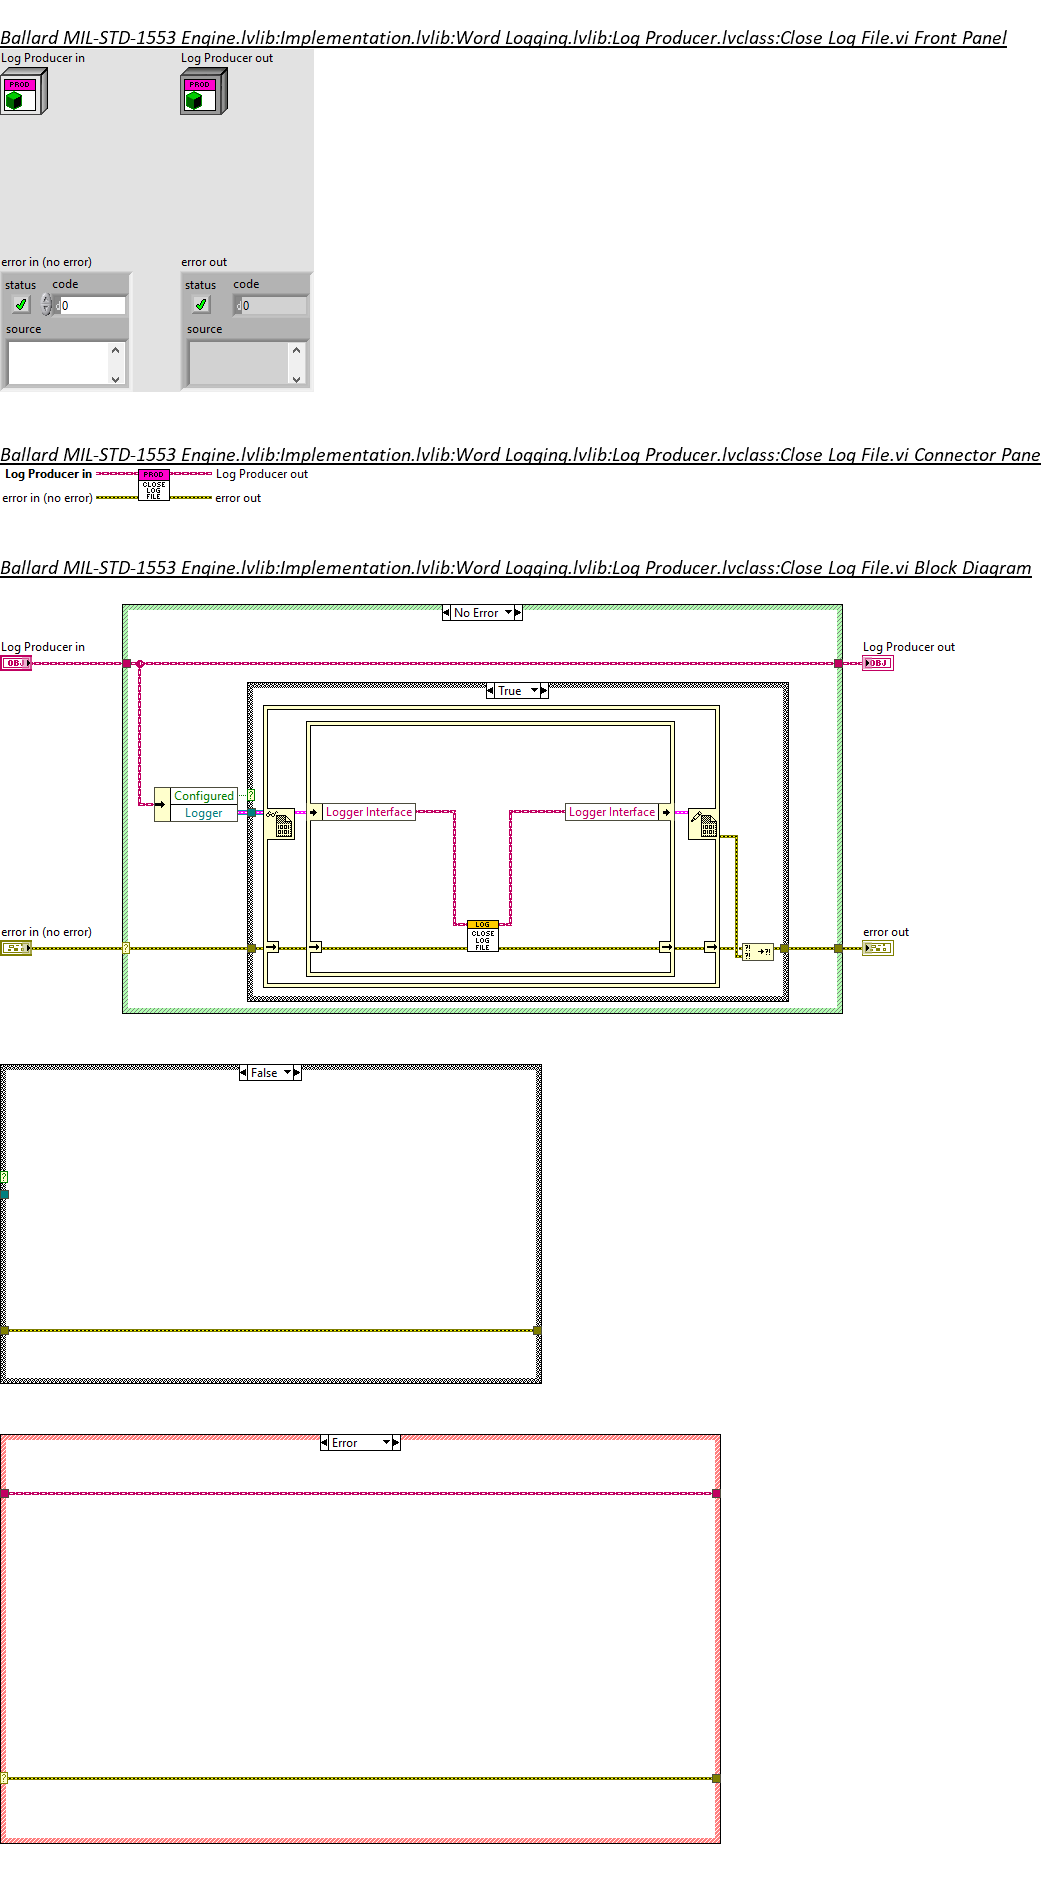 Ballard MIL-STD-1553 Engine.lvlib:Implementation.lvlib:Word Logging.lvlib:Log Producer.lvclass:Close Log File.vi Front Panel
Log Producer in
Log Producer out
PROD
PROD
error in (no error)
error out
status
code
status
code
0
0
source
source
Ballard MIL-STD-1553 Engine.lvlib:Implementation.lvlib:Word Logging.lvlib:Log Producer.lvclass:Close Log File.vi Connector Pane
Log Producer in
PROD
Log Producer out
error in (no error)
CLOSE
LOG
FILE
error out
Ballard MIL-STD-1553 Engine.lvlib:Implementation.lvlib:Word Logging.lvlib:Log Producer.lvclass:Close Log File.vi Block Diagram
No Error
Log Producer in
Log Producer out
OBJ
OBJ
True
Configured
?
Logger
Logger Interface
Logger Interface
LOG
CLOSE
LOG
FILE
error in (no error)
error out
?
?!
?!
?!
False
?
Error
?